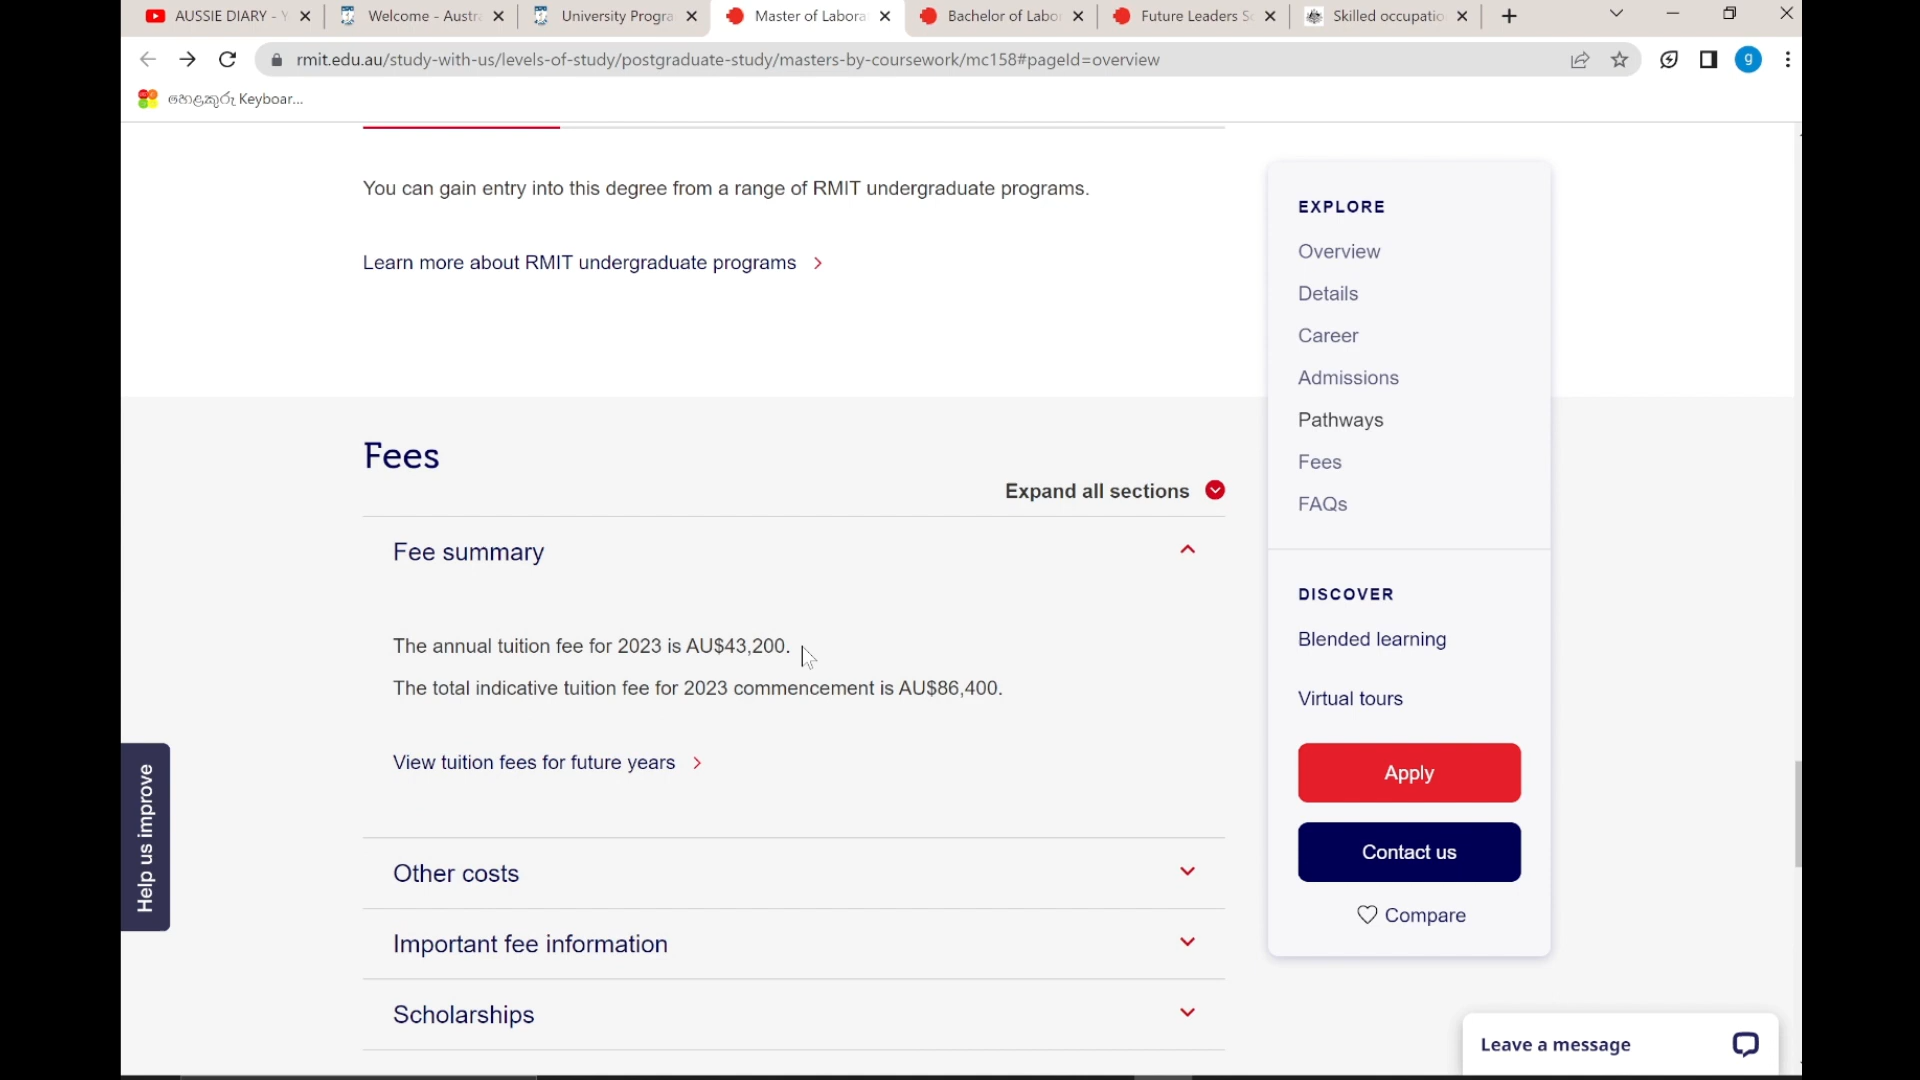 AUSSIE DIARY - Y
Welcome - Austra
University Progra
Master of Labora
Bachelor of Labor
Future Leaders Sc
Skilled occupatio
rmit.edu.au/study-with-us/levels-of-study/postgraduate-study/masters-by-coursework/mc158#pageId=overview
g
හෙළකුරු Keyboar...
You can gain entry into this degree from a range of RMIT undergraduate programs.
Learn more about RMIT undergraduate programs
Fees
Expand all sections
Fee summary
The annual tuition fee for 2023 is AU$43,200.
The total indicative tuition fee for 2023 commencement is AU$86,400.
View tuition fees for future years
Other costs
Important fee information
Scholarships
EXPLORE
Overview
Details
Career
Admissions
Pathways
Fees
FAQs
DISCOVER
Blended learning
Virtual tours
Apply
Contact us
Compare
Help us improve
Leave a message